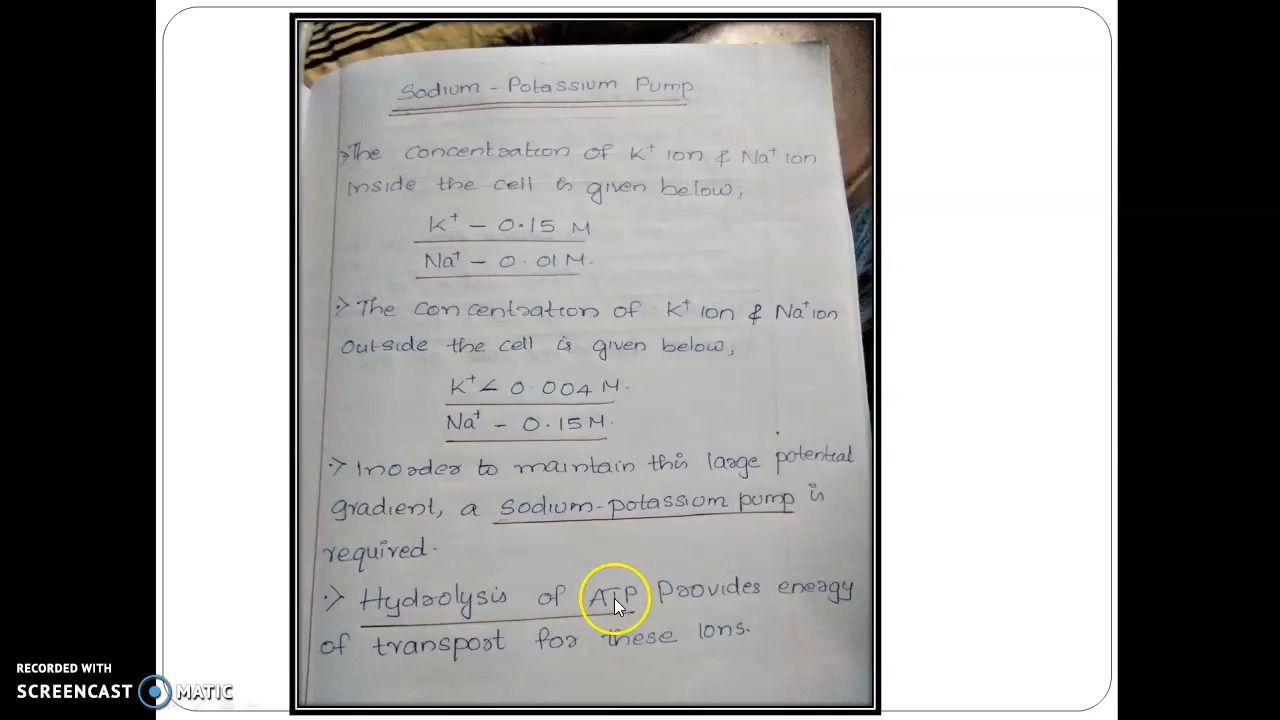 Sodium - Potassium Pump
> The concentration of K⁺ ion & Na⁺ ion
inside the cell is given below;
K⁺ - 0.15 M
Na⁺ - 0.01 M.
:> The concentration of K⁺ ion & Na⁺ ion
outside the cell is given below;
K⁺ < 0.004 M.
Na⁺ - 0.15 M.
:> Inorder to maintain this large potential
gradient, a sodium-potassium pump is
required.
:> Hydrolysis of ATP Provides energy
of transport for these Ions.
RECORDED WITH
SCREENCAST MATIC